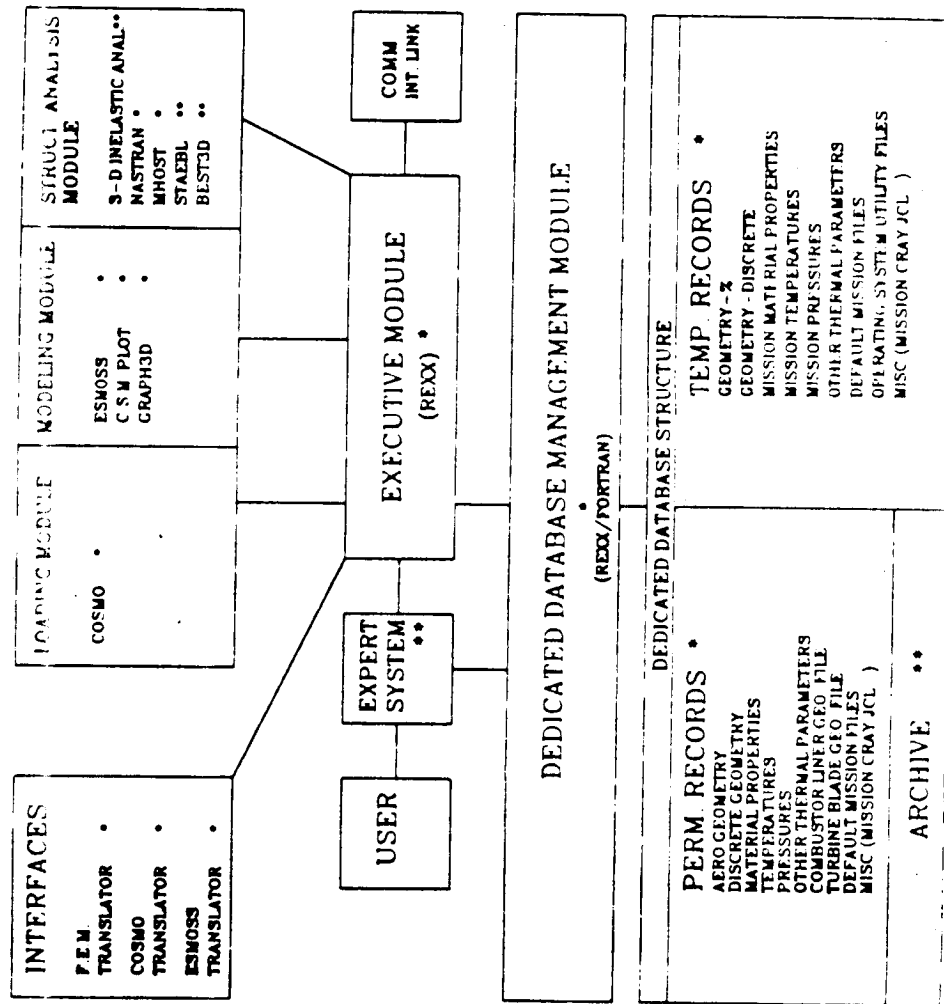 INTERFACES
F.E.M.
TRANSLATOR *
COSMO
TRANSLATOR *
ESMOSS
TRANSLATOR *
LOADING MODULE
COSMO *
MODELING MODULE
ESMOSS *
C S M PLOT *
GRAPH3D *
STRUCT ANALYSIS
MODULE
3-D INELASTIC ANAL**
NASTRAN *
MHOST *
STAEBL **
BEST3D **
USER
EXPERT
SYSTEM
**
EXECUTIVE MODULE
(REXX) *
COMM
INT. LINK
DEDICATED DATABASE MANAGEMENT MODULE
*
(REXX/FORTRAN)
DEDICATED DATABASE STRUCTURE
PERM. RECORDS *
AERO GEOMETRY
DISCRETE GEOMETRY
MATERIAL PROPERTIES
TEMPERATURES
PRESSURES
OTHER THERMAL PARAMETERS
COMBUSTOR LINER GEO FILE
TURBINE BLADE GEO FILE
DEFAULT MISSION FILES
MISC (MISSION CRAY JCL )
ARCHIVE **
TEMP. RECORDS *
GEOMETRY - %
GEOMETRY - DISCRETE
MISSION MATERIAL PROPERTIES
MISSION TEMPERATURES
MISSION PRESSURES
OTHER THERMAL PARAMETERS
DEFAULT MISSION FILES
OPERATING SYSTEM UTILITY FILES
MISC (MISSION CRAY JCL )